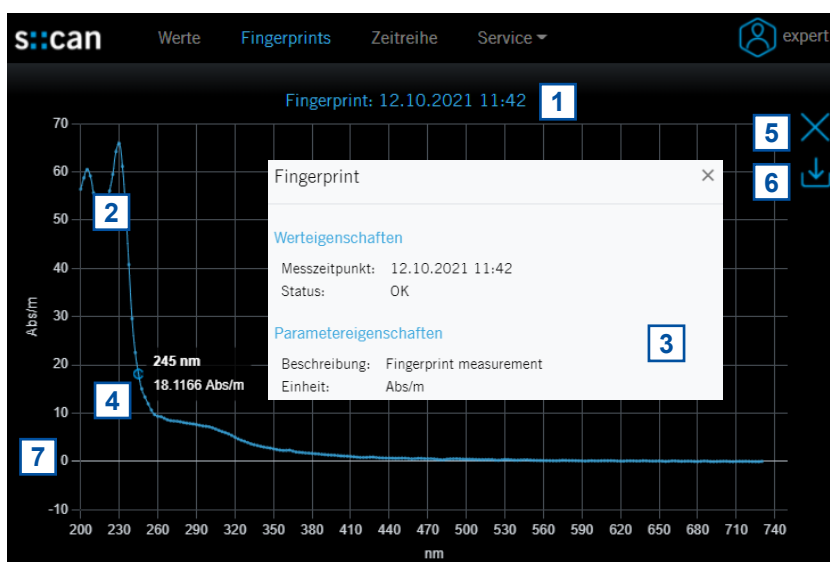 s::can Werte Fingerprints Zeitreihe Service expert
Fingerprint: 12.10.2021 11:42 1
5
6
70
60
50
40
30
20
10
0
-10
Abs/m
2
Fingerprint ×
Werteigenschaften
Messzeitpunkt: 12.10.2021 11:42
Status: OK
Parametereigenschaften
Beschreibung: Fingerprint measurement
Einheit: Abs/m
3
245 nm
18.1166 Abs/m
4
7
200 230 260 290 320 350 380 410 440 470 500 530 560 590 620 650 680 710 740
nm